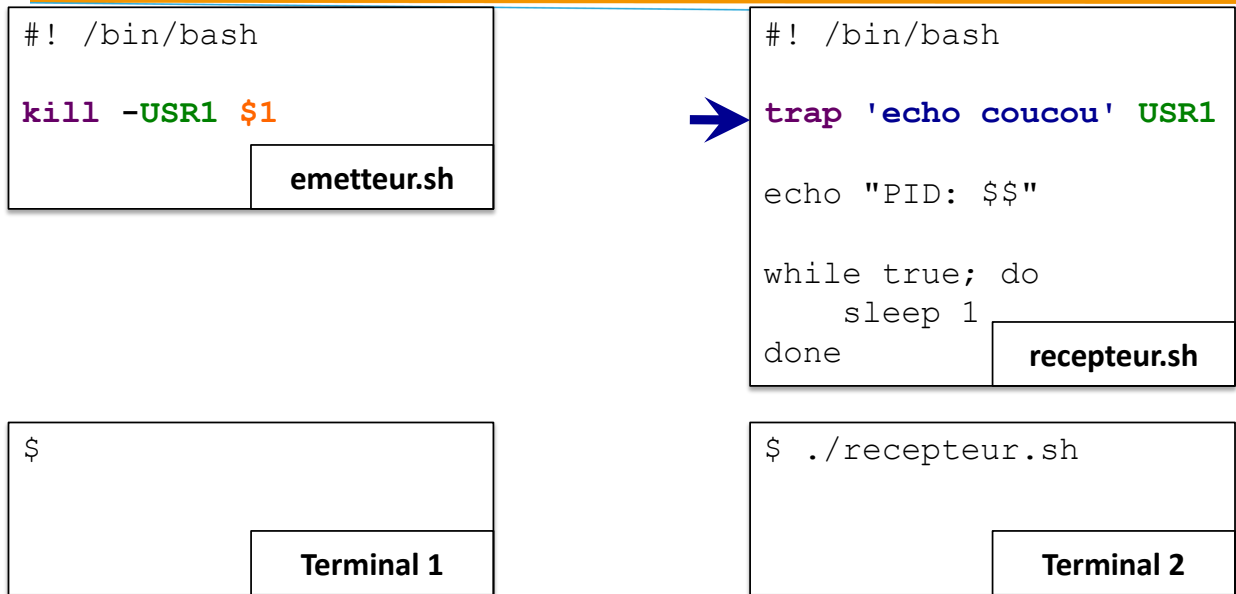 #! /bin/bash
kill -USR1 $1
emetteur.sh
#! /bin/bash
trap 'echo coucou' USR1
echo "PID: $$"
while true; do
    sleep 1
done
recepteur.sh
$
Terminal 1
$ ./recepteur.sh
Terminal 2